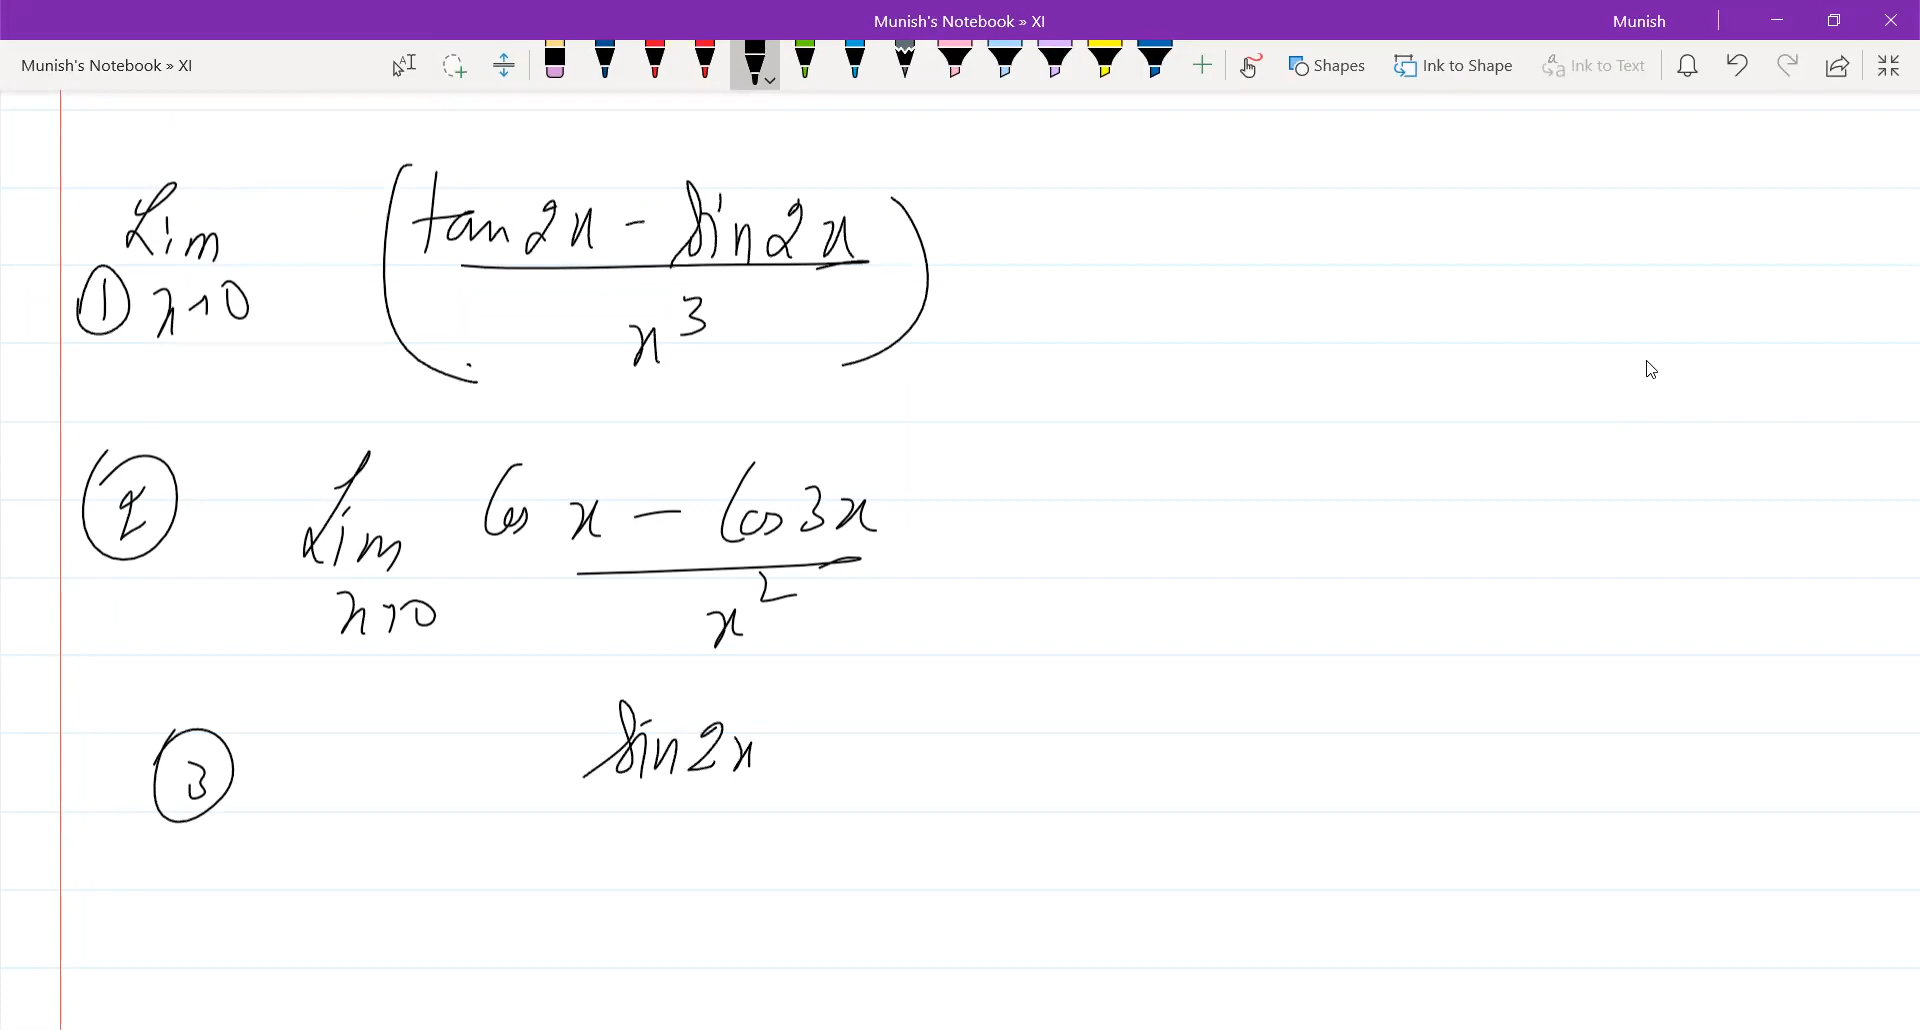 Munish's Notebook » XI
Munish
Munish's Notebook » XI
Shapes
Ink to Shape
Ink to Text
Lim (tan2x - sin2x
① x→0 x³)
② Lim Cos x - Cos3x
x→0 x²
③ sin2x